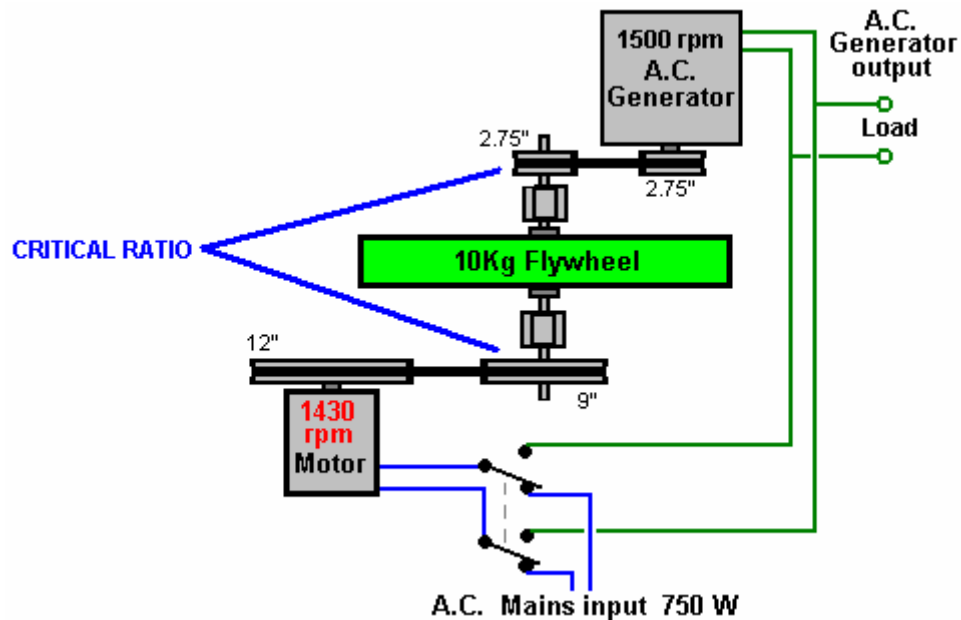 1500 rpm
A.C.
Generator
A.C.
Generator
output
Load
2.75"
2.75"
CRITICAL RATIO
10Kg Flywheel
12"
9"
1430
rpm
Motor
A.C. Mains input 750 W